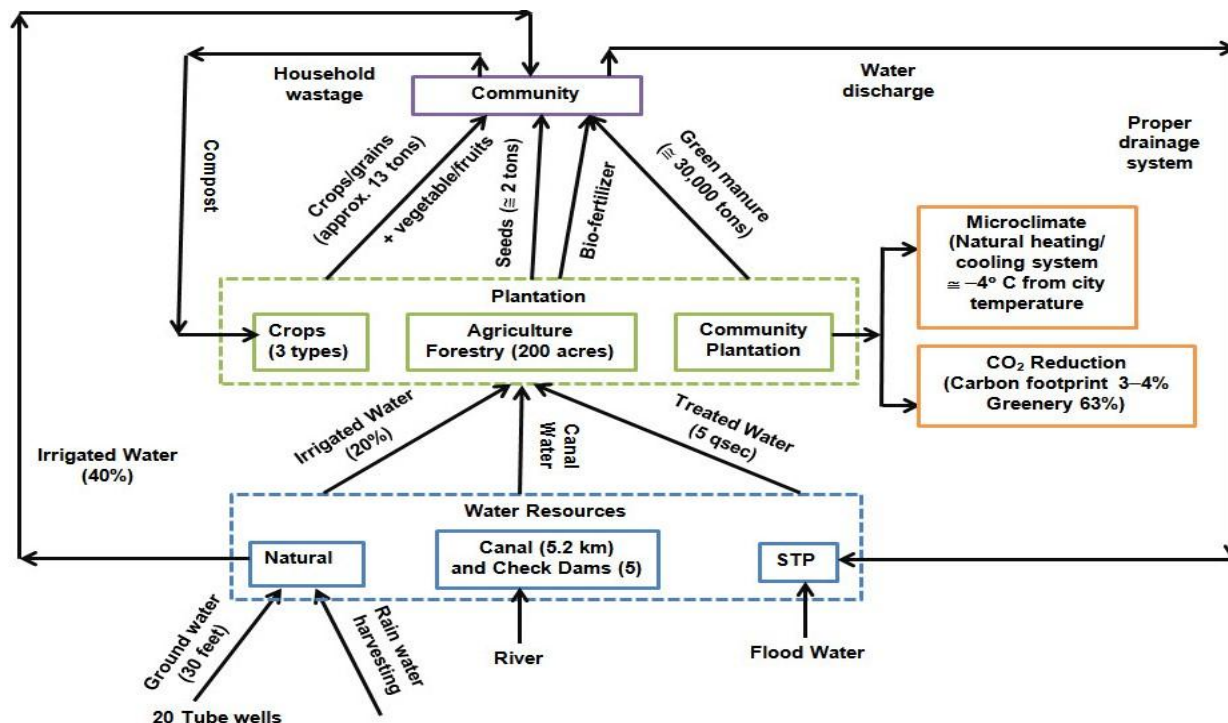 Household
wastage
Community
Water
discharge
Proper
drainage
system
Compost
Crops/grains
(approx. 13 tons)
+ vegetable/fruits
Seeds (≅ 2 tons)
Bio-fertilizer
Green manure
(≅ 30,000 tons)
Microclimate
(Natural heating/
cooling system
≅ –4° C from city
temperature
Plantation
Crops
(3 types)
Agriculture
Forestry (200 acres)
Community
Plantation
CO₂ Reduction
(Carbon footprint 3–4%
Greenery 63%)
Irrigated Water
(40%)
Irrigated Water
(20%)
Canal
Water
Treated Water
(5 qsec)
Water Resources
Natural
Canal (5.2 km)
and Check Dams (5)
STP
Ground water
(30 feet)
Rain water
harvesting
River
Flood Water
20 Tube wells